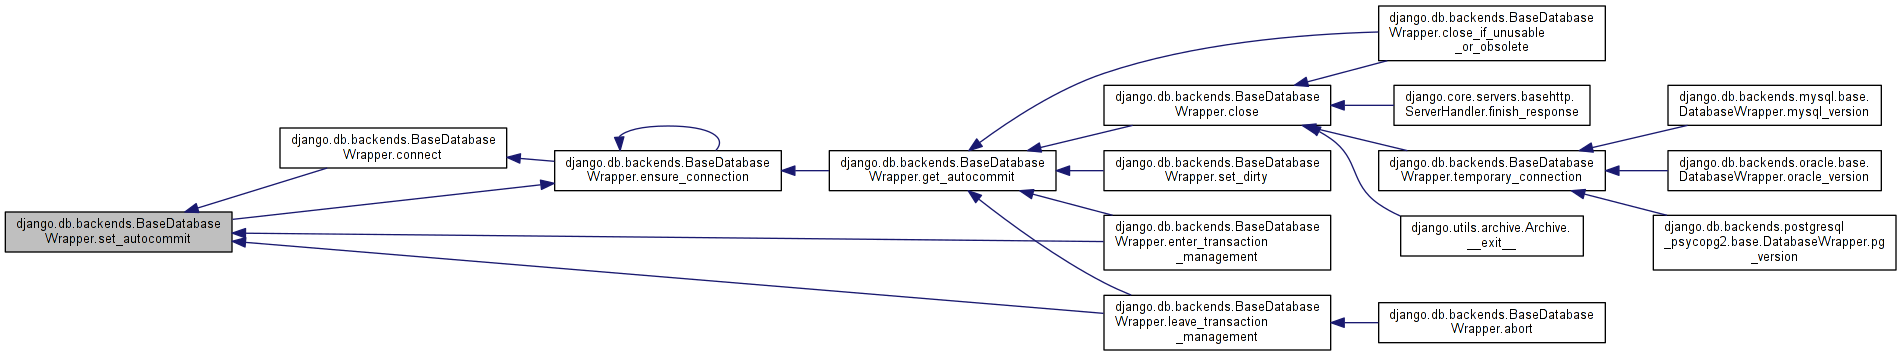 django.db.backends.BaseDatabase
Wrapper.set_autocommit
django.db.backends.BaseDatabase
Wrapper.connect
django.db.backends.BaseDatabase
Wrapper.ensure_connection
django.db.backends.BaseDatabase
Wrapper.get_autocommit
django.db.backends.BaseDatabase
Wrapper.close_if_unusable
_or_obsolete
django.db.backends.BaseDatabase
Wrapper.close
django.core.servers.basehttp.
ServerHandler.finish_response
django.db.backends.mysql.base.
DatabaseWrapper.mysql_version
django.db.backends.BaseDatabase
Wrapper.set_dirty
django.db.backends.BaseDatabase
Wrapper.temporary_connection
django.db.backends.oracle.base.
DatabaseWrapper.oracle_version
django.db.backends.BaseDatabase
Wrapper.enter_transaction
_management
django.utils.archive.Archive.
__exit__
django.db.backends.postgresql
_psycopg2.base.DatabaseWrapper.pg
_version
django.db.backends.BaseDatabase
Wrapper.leave_transaction
_management
django.db.backends.BaseDatabase
Wrapper.abort